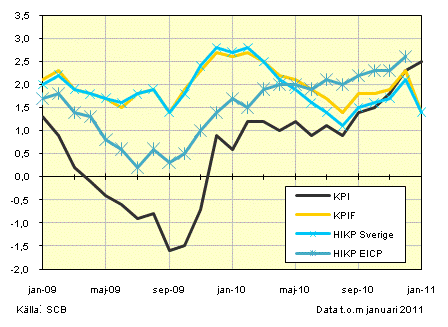 3,5
3,0
2,5
2,0
1,5
1,0
0,5
0,0
-0,5
-1,0
-1,5
-2,0
KPI
KPIF
HIKP Sverige
HIKP EICP
jan-09 maj-09 sep-09 jan-10 maj-10 sep-10 jan-11
Källa: SCB Data t.o.m januari 2011